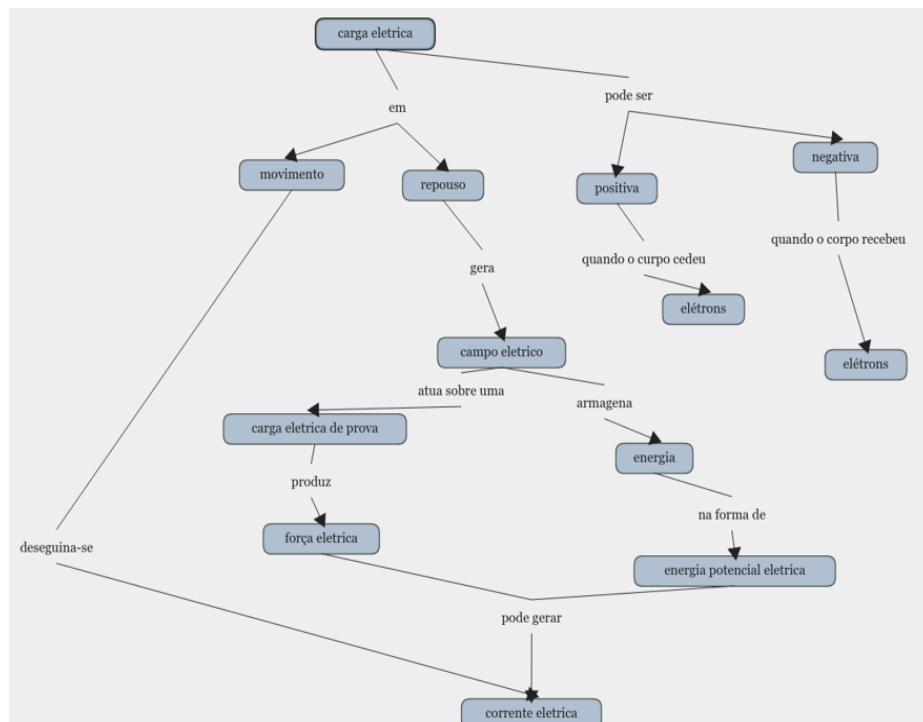 carga eletrica
pode ser
em
negativa
movimento
repouso
positiva
quando o corpo recebeu
quando o curpo cedeu
gera
elétrons
campo eletrico
elétrons
atua sobre uma
armagena
carga eletrica de prova
energia
produz
na forma de
força eletrica
deseguina-se
energia potencial eletrica
pode gerar
corrente eletrica